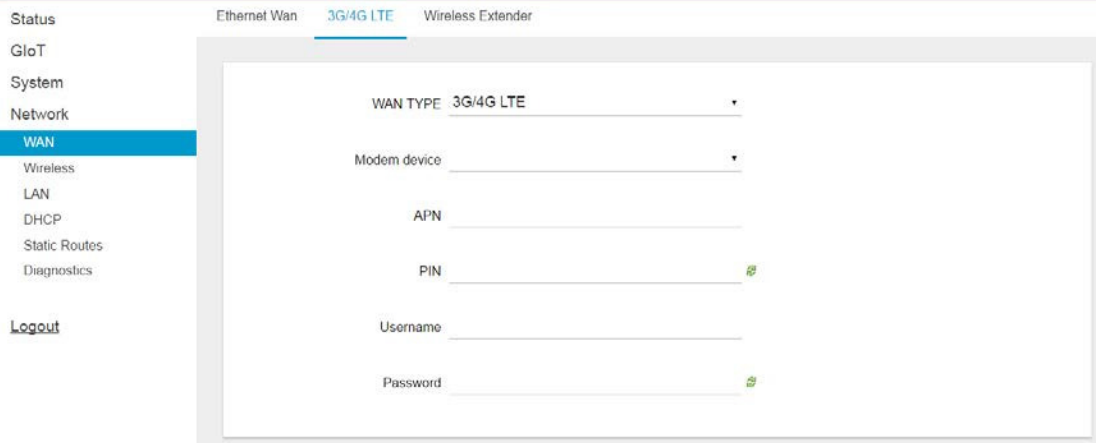 Status
GIoT
System
Network
WAN
Wireless
LAN
DHCP
Static Routes
Diagnostics
Logout
Ethernet Wan 3G/4G LTE Wireless Extender
WAN TYPE 3G/4G LTE
Modem device
APN
PIN
Username
Password